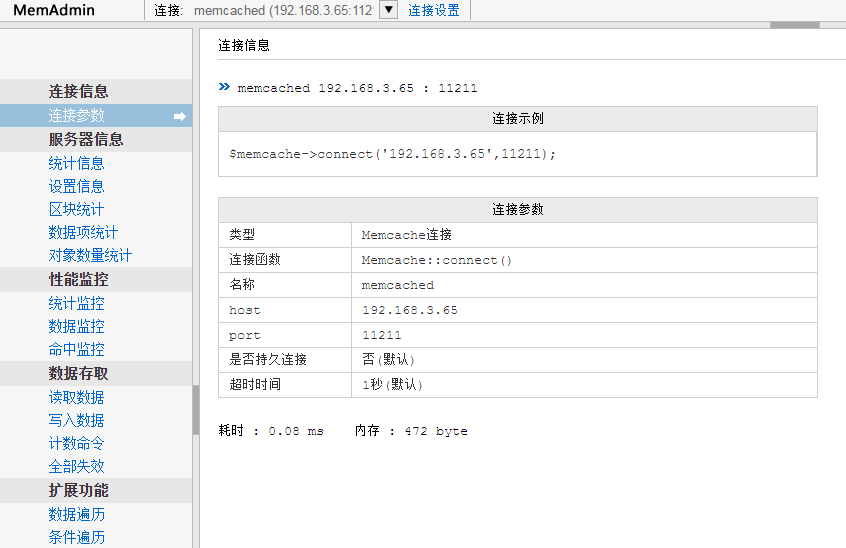 MemAdmin
连接: memcached (192.168.3.65:112 连接设置
连接信息
连接参数
服务器信息
统计信息
设置信息
区块统计
数据项统计
对象数量统计
性能监控
统计监控
数据监控
命中监控
数据存取
读取数据
写入数据
计数命令
全部失效
扩展功能
数据遍历
条件遍历
连接信息
memcached 192.168.3.65 : 11211
连接示例
$memcache->connect('192.168.3.65',11211);
连接参数
类型 Memcache连接
连接函数 Memcache::connect()
名称 memcached
host 192.168.3.65
port 11211
是否持久连接 否(默认)
超时时间 1秒(默认)
耗时 : 0.08 ms 内存 : 472 byte